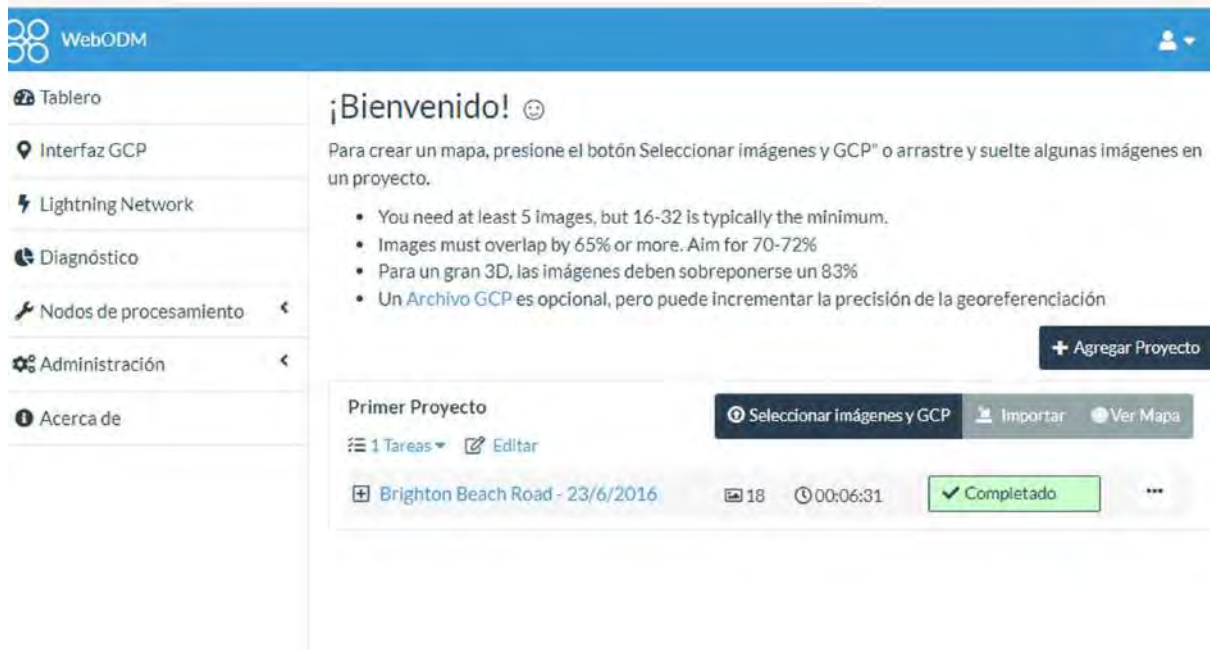 WebODM
Tablero
Interfaz GCP
Lightning Network
Diagnóstico
Nodos de procesamiento
Administración
Acerca de
¡Bienvenido!
Para crear un mapa, presione el botón Seleccionar imágenes y GCP" o arrastre y suelte algunas imágenes en
un proyecto.
• You need at least 5 images, but 16-32 is typically the minimum.
• Images must overlap by 65% or more. Aim for 70-72%
• Para un gran 3D, las imágenes deben sobreponerse un 83%
• Un Archivo GCP es opcional, pero puede incrementar la precisión de la georeferenciación
Agregar Proyecto
Primer Proyecto
Seleccionar imágenes y GCP Importar Ver Mapa
1 Tareas Editar
Brighton Beach Road - 23/6/2016 18 00:06:31 Completado